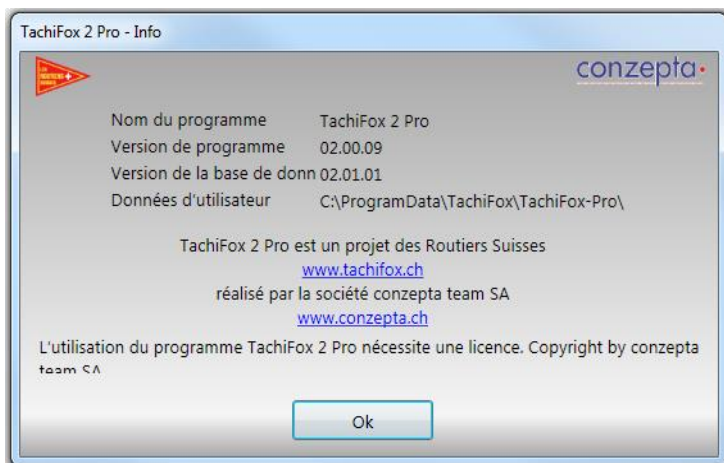 TachiFox 2 Pro - Info
conzepta
Nom du programme TachiFox 2 Pro
Version de programme 02.00.09
Version de la base de donn 02.01.01
Données d'utilisateur C:\ProgramData\TachiFox\TachiFox-Pro\
TachiFox 2 Pro est un projet des Routiers Suisses
www.tachifox.ch
réalisé par la société conzepta team SA
www.conzepta.ch
L'utilisation du programme TachiFox 2 Pro nécessite une licence. Copyright by conzepta
team SA
Ok